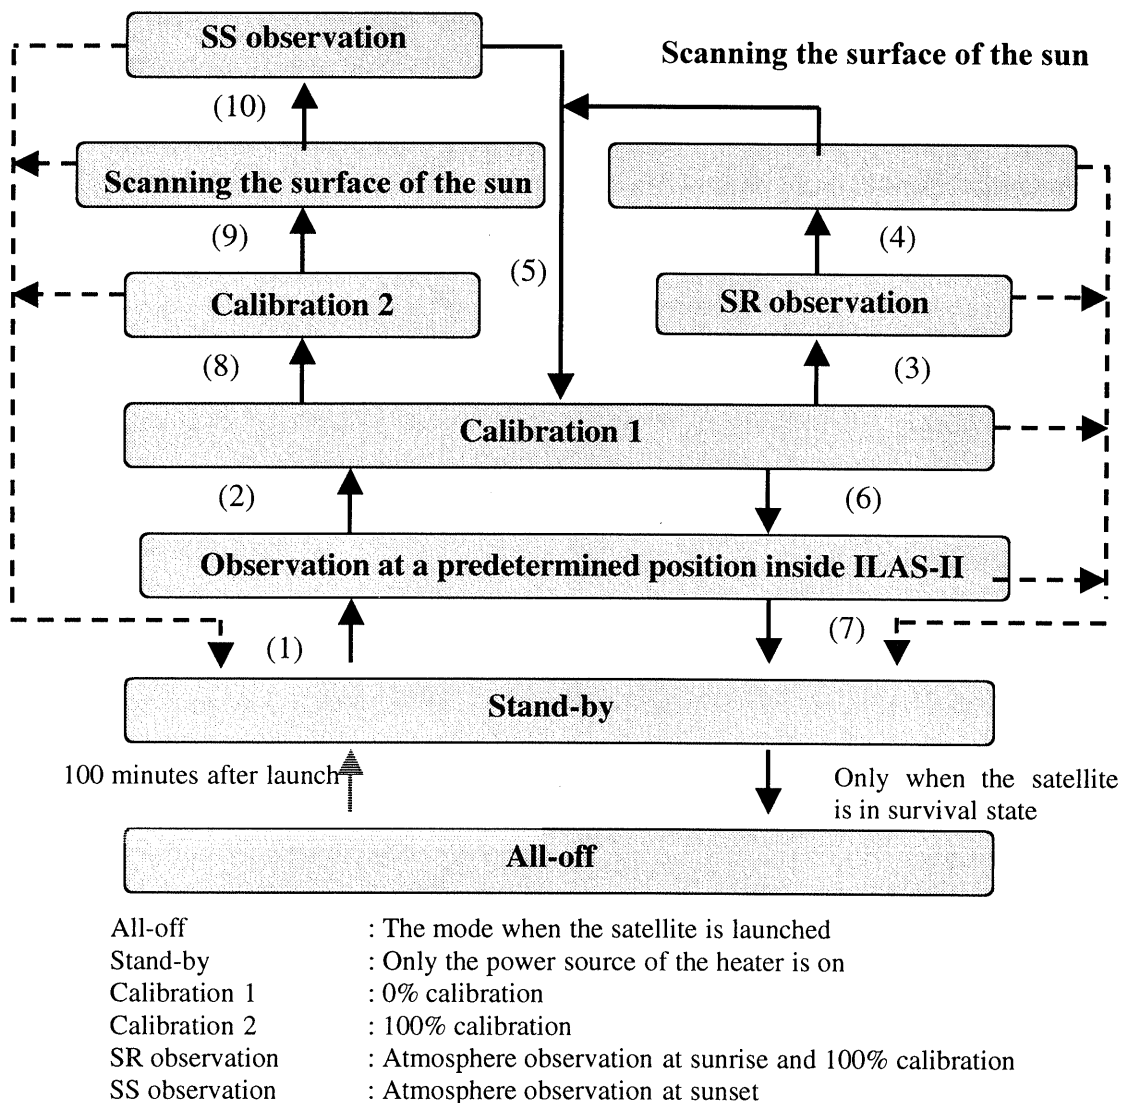 SS observation
Scanning the surface of the sun
(10)
Scanning the surface of the sun
(9)
(4)
(5)
Calibration 2
SR observation
(8)
(3)
Calibration 1
(2)
(6)
Observation at a predetermined position inside ILAS-II
(1)
(7)
Stand-by
100 minutes after launch
Only when the satellite
is in survival state
All-off
All-off : The mode when the satellite is launched
Stand-by : Only the power source of the heater is on
Calibration 1 : 0% calibration
Calibration 2 : 100% calibration
SR observation : Atmosphere observation at sunrise and 100% calibration
SS observation : Atmosphere observation at sunset